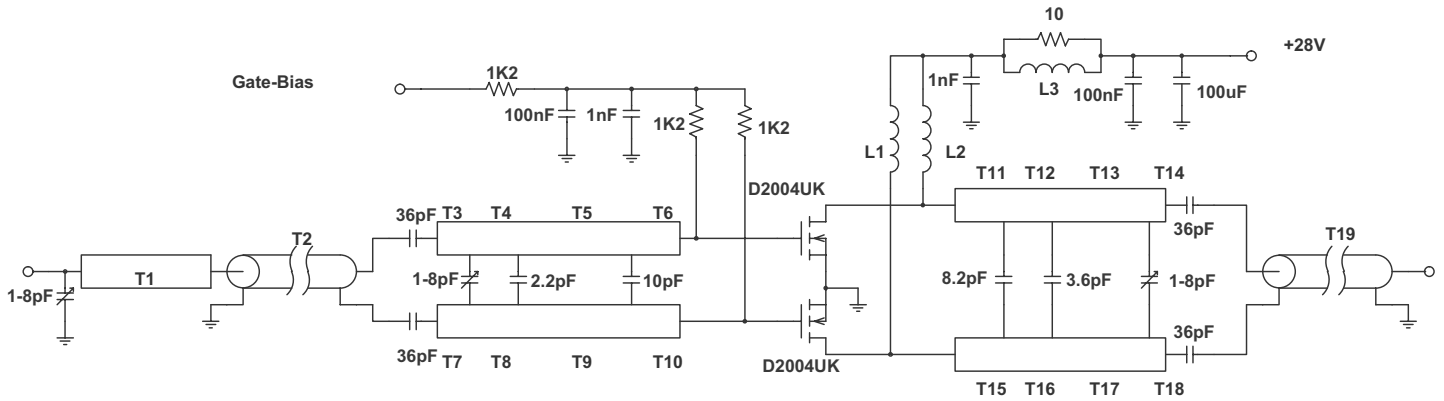 10
+28V
Gate-Bias
1K2
1nF
L3
100nF
100uF
100nF
1nF
1K2
1K2
L1
L2
D2004UK
T11
T12
T13
T14
36pF
T3
T4
T5
T6
36pF
T2
T19
T1
1-8pF
2.2pF
10pF
8.2pF
3.6pF
1-8pF
1-8pF
36pF
36pF
T7
T8
T9
T10
D2004UK
T15
T16
T17
T18